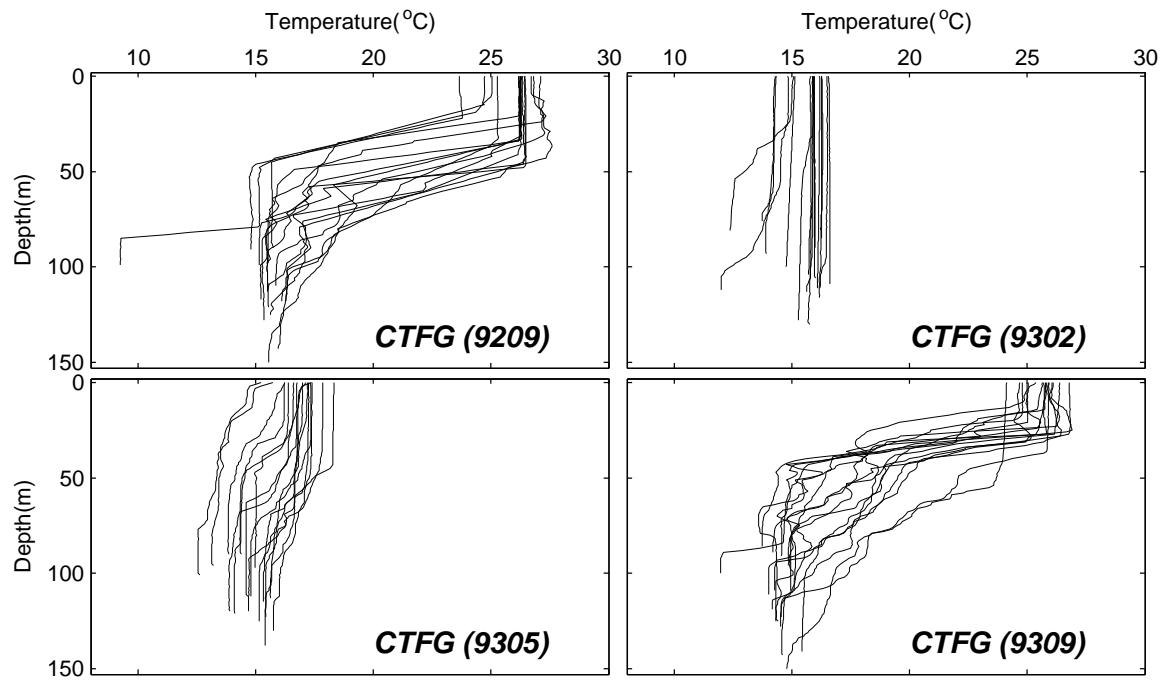 Temperature(°C)
Temperature(°C)
10 15 20 25 30
10 15 20 25 30
0
50
100
150
Depth(m)
CTFG (9209)
CTFG (9302)
0
50
100
150
Depth(m)
CTFG (9305)
CTFG (9309)